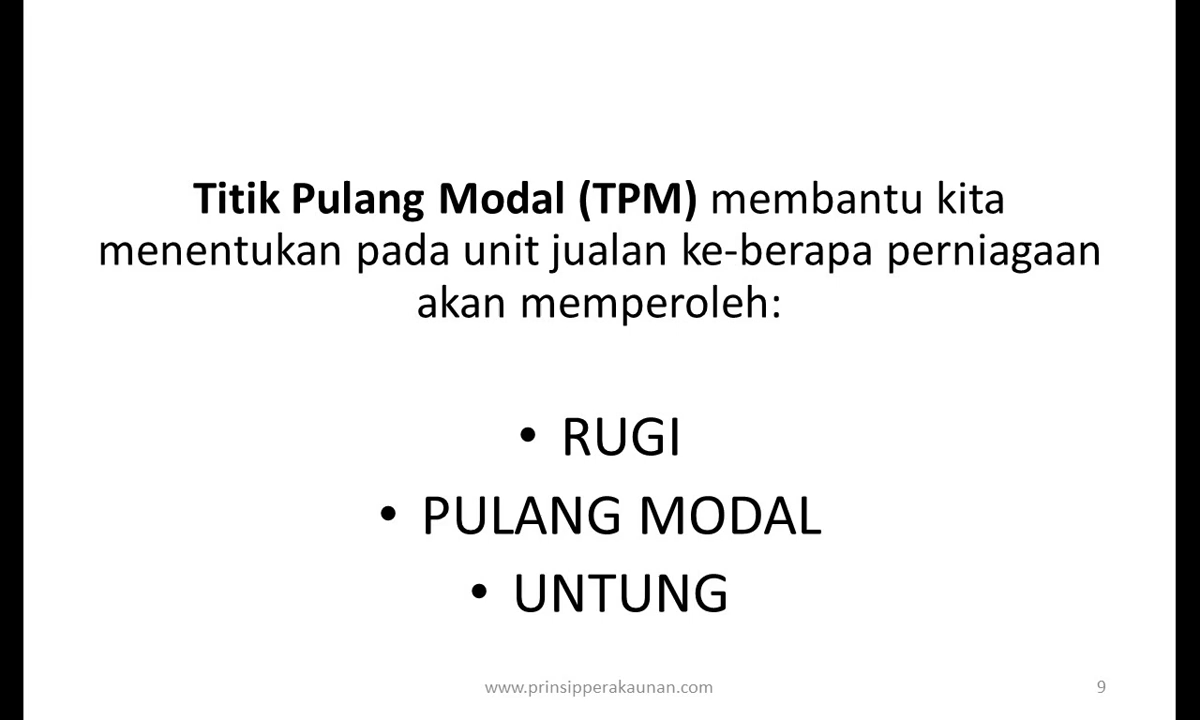 Titik Pulang Modal (TPM) membantu kita
menentukan pada unit jualan ke-berapa perniagaan
akan memperoleh:
• RUGI
• PULANG MODAL
• UNTUNG
www.prinsipperakaunan.com
9